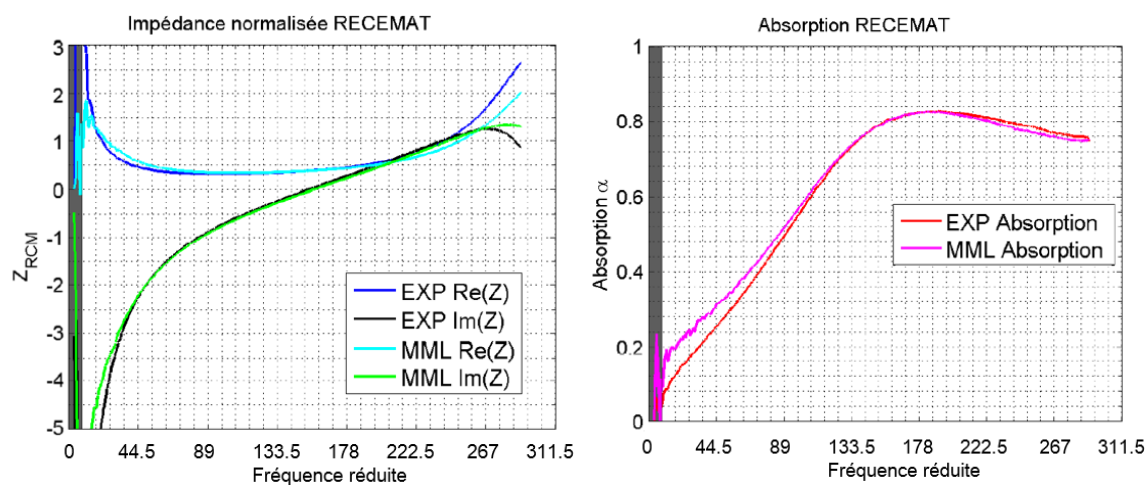 Impédance normalisée RECEMAT
3
2
1
0
-1
-2
-3
-4
-5
Z_RCM
EXP Re(Z)
EXP Im(Z)
MML Re(Z)
MML Im(Z)
0 44.5 89 133.5 178 222.5 267 311.5
Fréquence réduite
Absorption RECEMAT
1
0.8
0.6
0.4
0.2
0
Absorption α
EXP Absorption
MML Absorption
0 44.5 89 133.5 178 222.5 267 311.5
Fréquence réduite